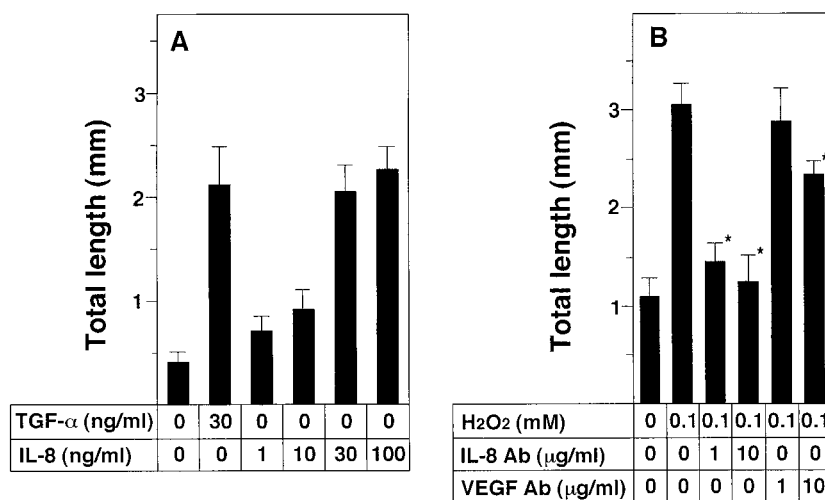 A
3
2
1
Total length (mm)
TGF-α (ng/ml) 0 30 0 0 0 0
IL-8 (ng/ml) 0 0 1 10 30 100
B
3
2
1
Total length (mm)
* * *
H2O2 (mM) 0 0.1 0.1 0.1 0.1 0.1
IL-8 Ab (μg/ml) 0 0 1 10 0 0
VEGF Ab (μg/ml) 0 0 0 0 1 10